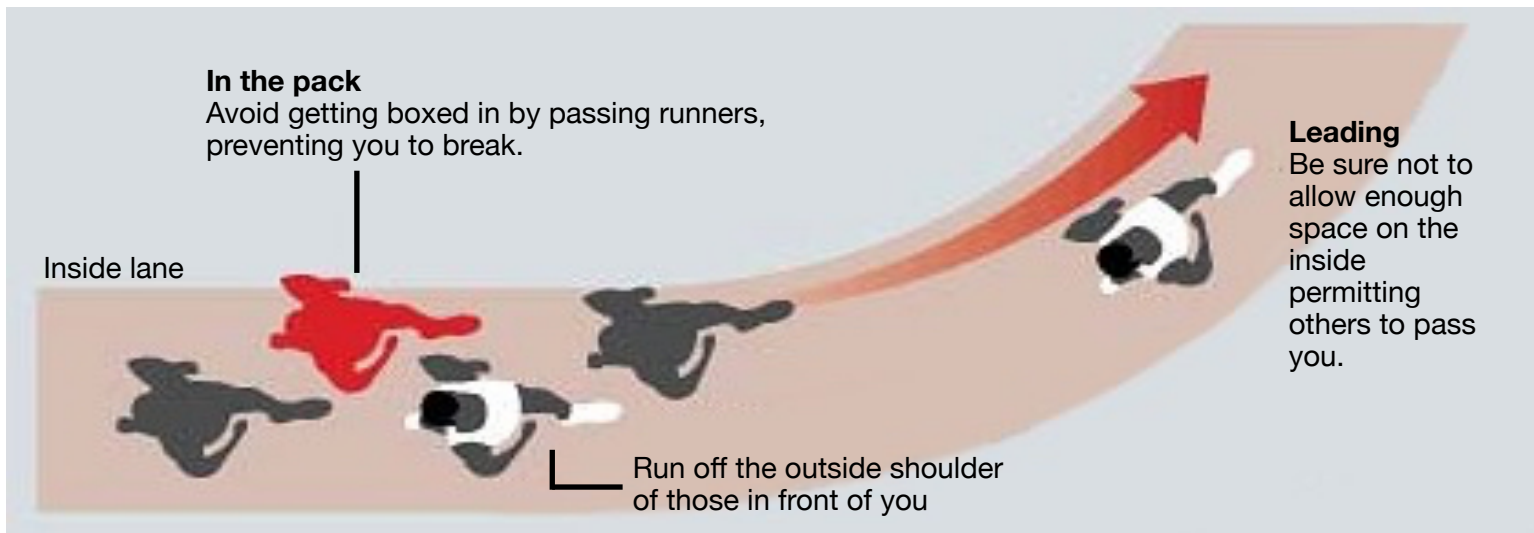 In the pack
Avoid getting boxed in by passing runners,
preventing you to break.
Inside lane
Leading
Be sure not to
allow enough
space on the
inside
permitting
others to pass
you.
Run off the outside shoulder
of those in front of you